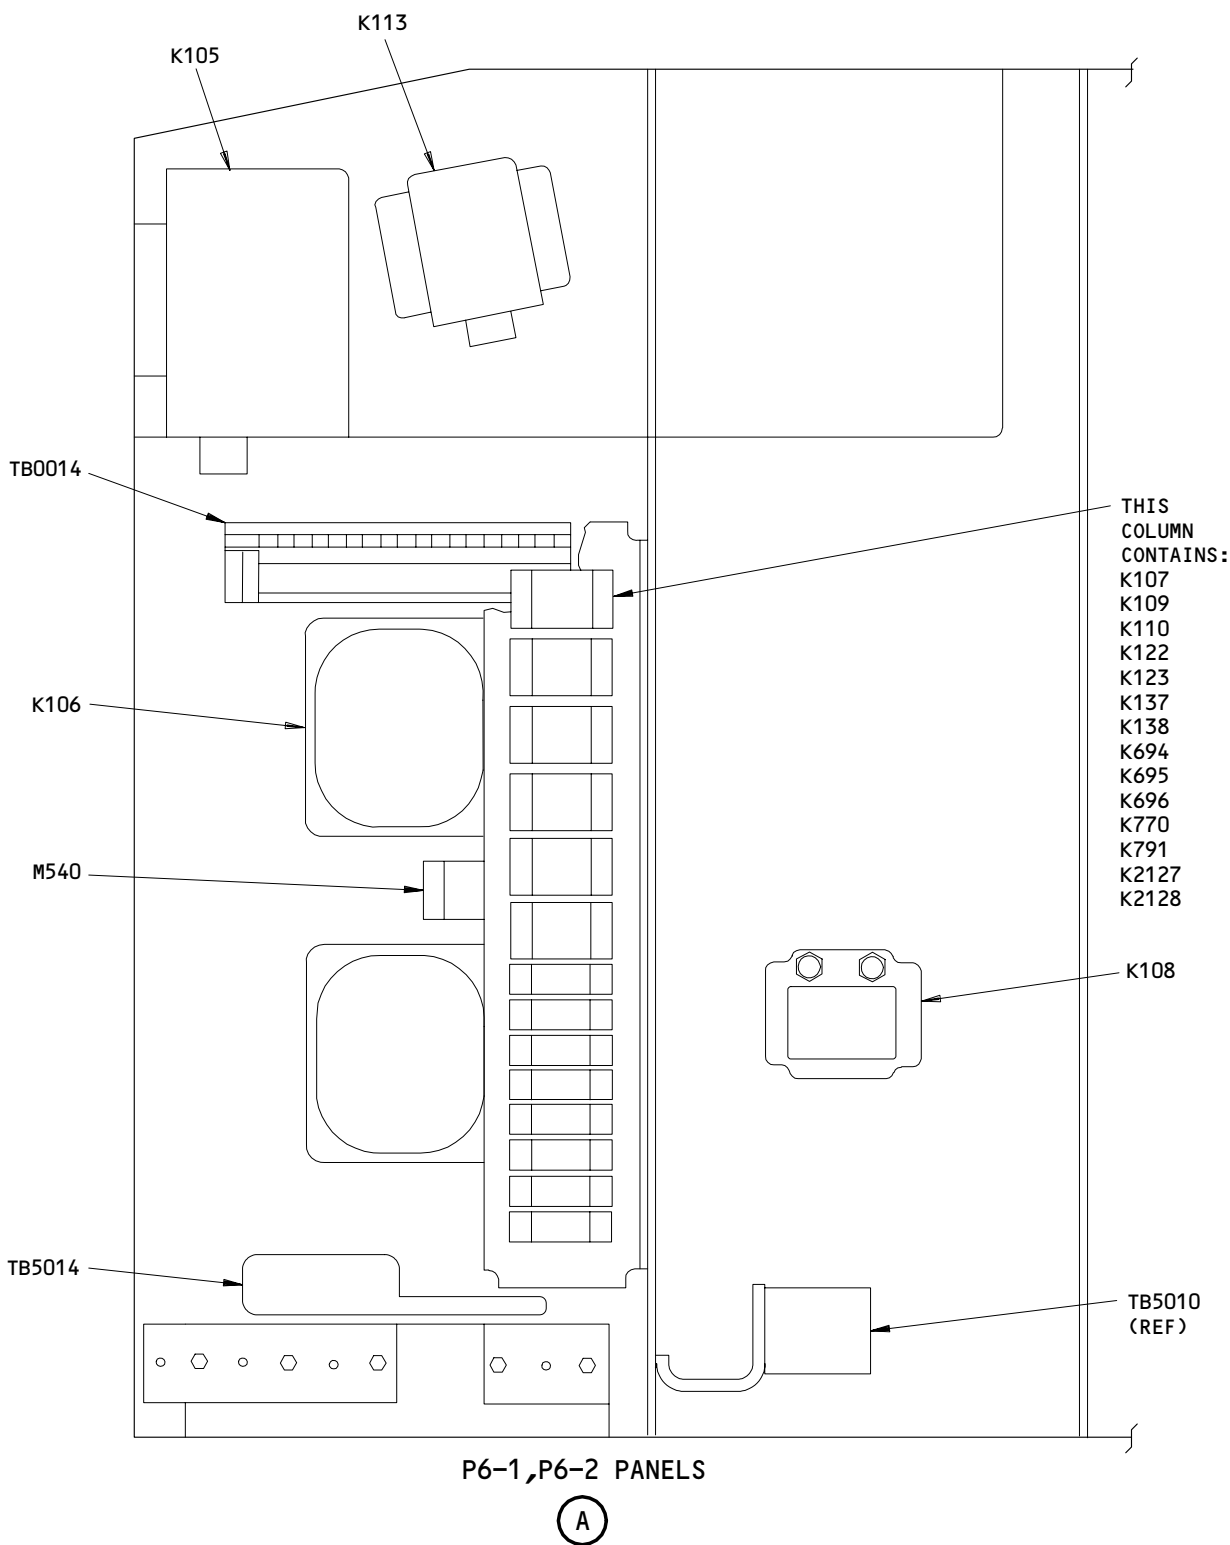 K113
K105
TB0014
THIS
COLUMN
CONTAINS:
K107
K109
K110
K122
K123
K137
K138
K694
K695
K696
K770
K791
K2127
K2128
K106
M540
K108
TB5014
TB5010
(REF)
P6-1,P6-2 PANELS
A